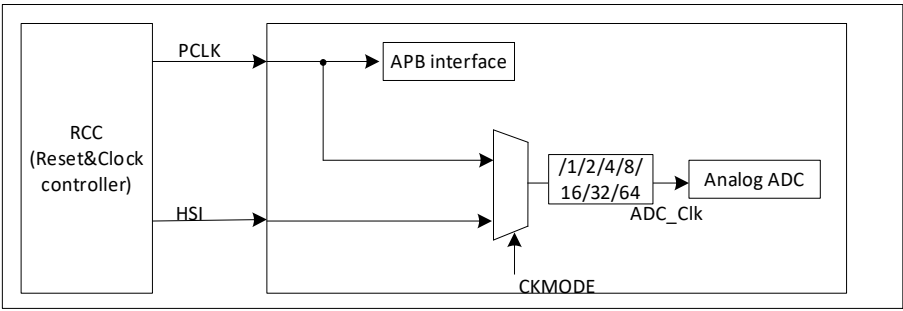 PCLK
APB interface
RCC
(Reset&Clock
controller)
/1/2/4/8/
16/32/64
Analog ADC
HSI
ADC_Clk
CKMODE